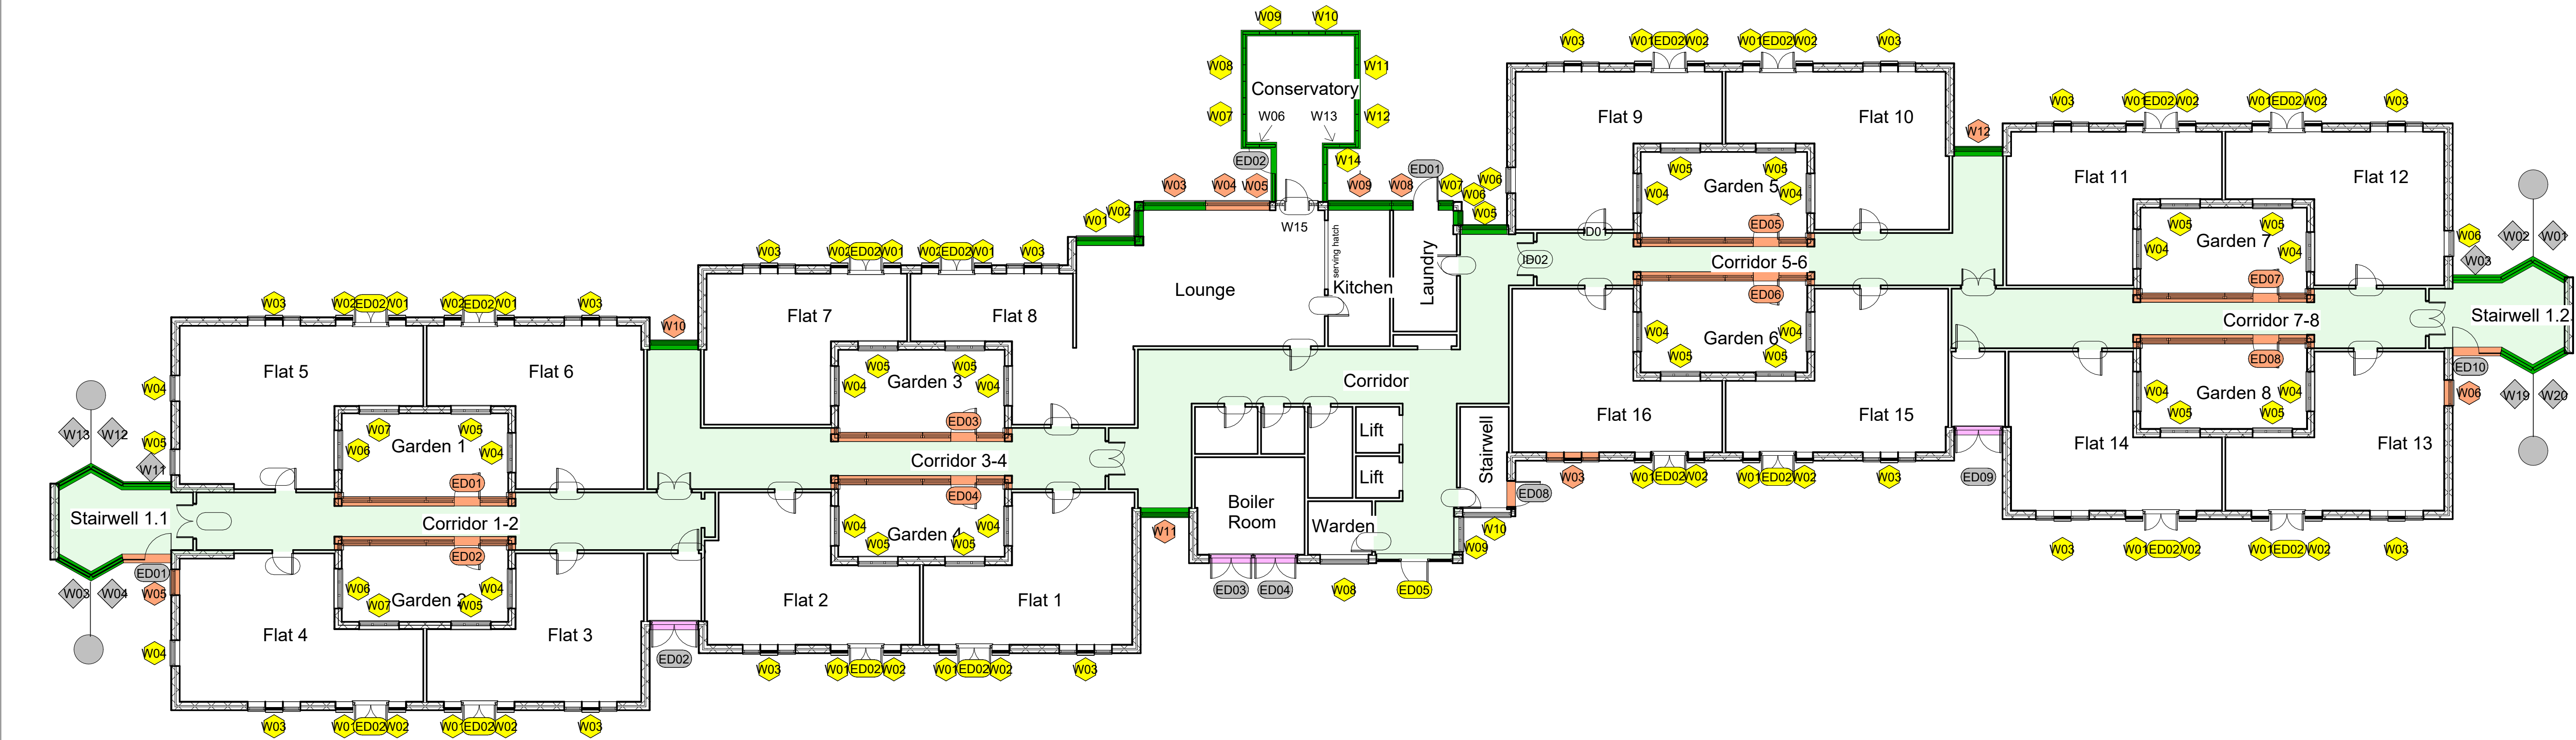 W09
W10
W08
W11
Conservatory
W07
W12
W06
W13
ED02
W14
ED01
W03
W04
W05
W09
W08
W07
W06
W06
W05
W01
W02
W15
serving hatch
Lounge
Kitchen
Laundry
W03
W01
ED02
W02
W01
ED02
W02
W03
Flat 9
Flat 10
W05
W05
W04
Garden 5
W04
ED05
ID01
ID02
Corridor 5-6
ED06
W04
Garden 6
W04
W05
W05
Flat 16
Flat 15
W03
W01
ED02
W02
W01
ED02
W02
W03
W12
W03
W01
ED02
W02
W01
ED02
W02
W03
Flat 11
Flat 12
W05
W05
W04
Garden 7
W04
ED07
W06
W03
W02
W01
Corridor 7-8
Stairwell 1.2
ED08
ED10
W04
Garden 8
W04
W05
W05
W06
W19
W20
Flat 14
Flat 13
ED09
W03
W01
ED02
W02
W01
ED02
W02
W03
W03
W02
ED02
W01
W02
ED02
W01
W03
Flat 7
Flat 8
W05
W05
W04
Garden 3
W04
ED03
Corridor 3-4
ED04
W04
Garden 4
W04
W05
W05
Flat 2
Flat 1
W03
W01
ED02
W02
W01
ED02
W02
W03
W10
W03
W02
ED02
W01
W02
ED02
W01
W03
Flat 5
Flat 6
W04
W05
W07
W05
W06
Garden 1
W04
ED01
W13
W12
W11
Stairwell 1.1
Corridor 1-2
ED02
ED01
W03
W04
W05
W06
W04
W07
Garden 2
W05
Flat 4
Flat 3
W04
ED02
W03
W01
ED02
W02
W01
ED02
W02
W03
Corridor
Lift
Lift
Stairwell
Boiler
Room
Warden
W11
ED03
ED04
W08
ED05
W09
W10
ED08